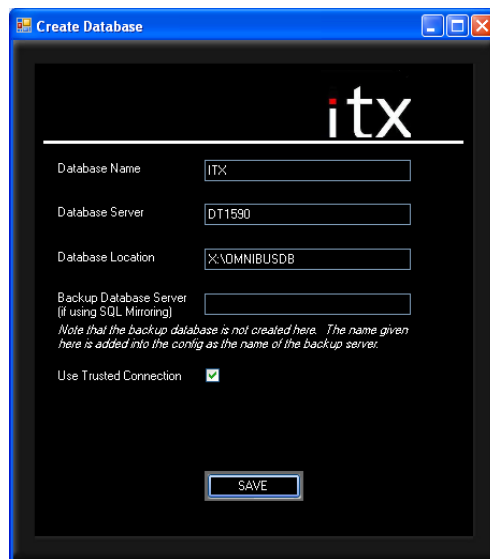 Create Database
itx
Database Name
ITX
Database Server
DT1590
Database Location
X:\OMNIBUSDB
Backup Database Server
(if using SQL Mirroring)
Note that the backup database is not created here. The name given
here is added into the config as the name of the backup server.
Use Trusted Connection
SAVE